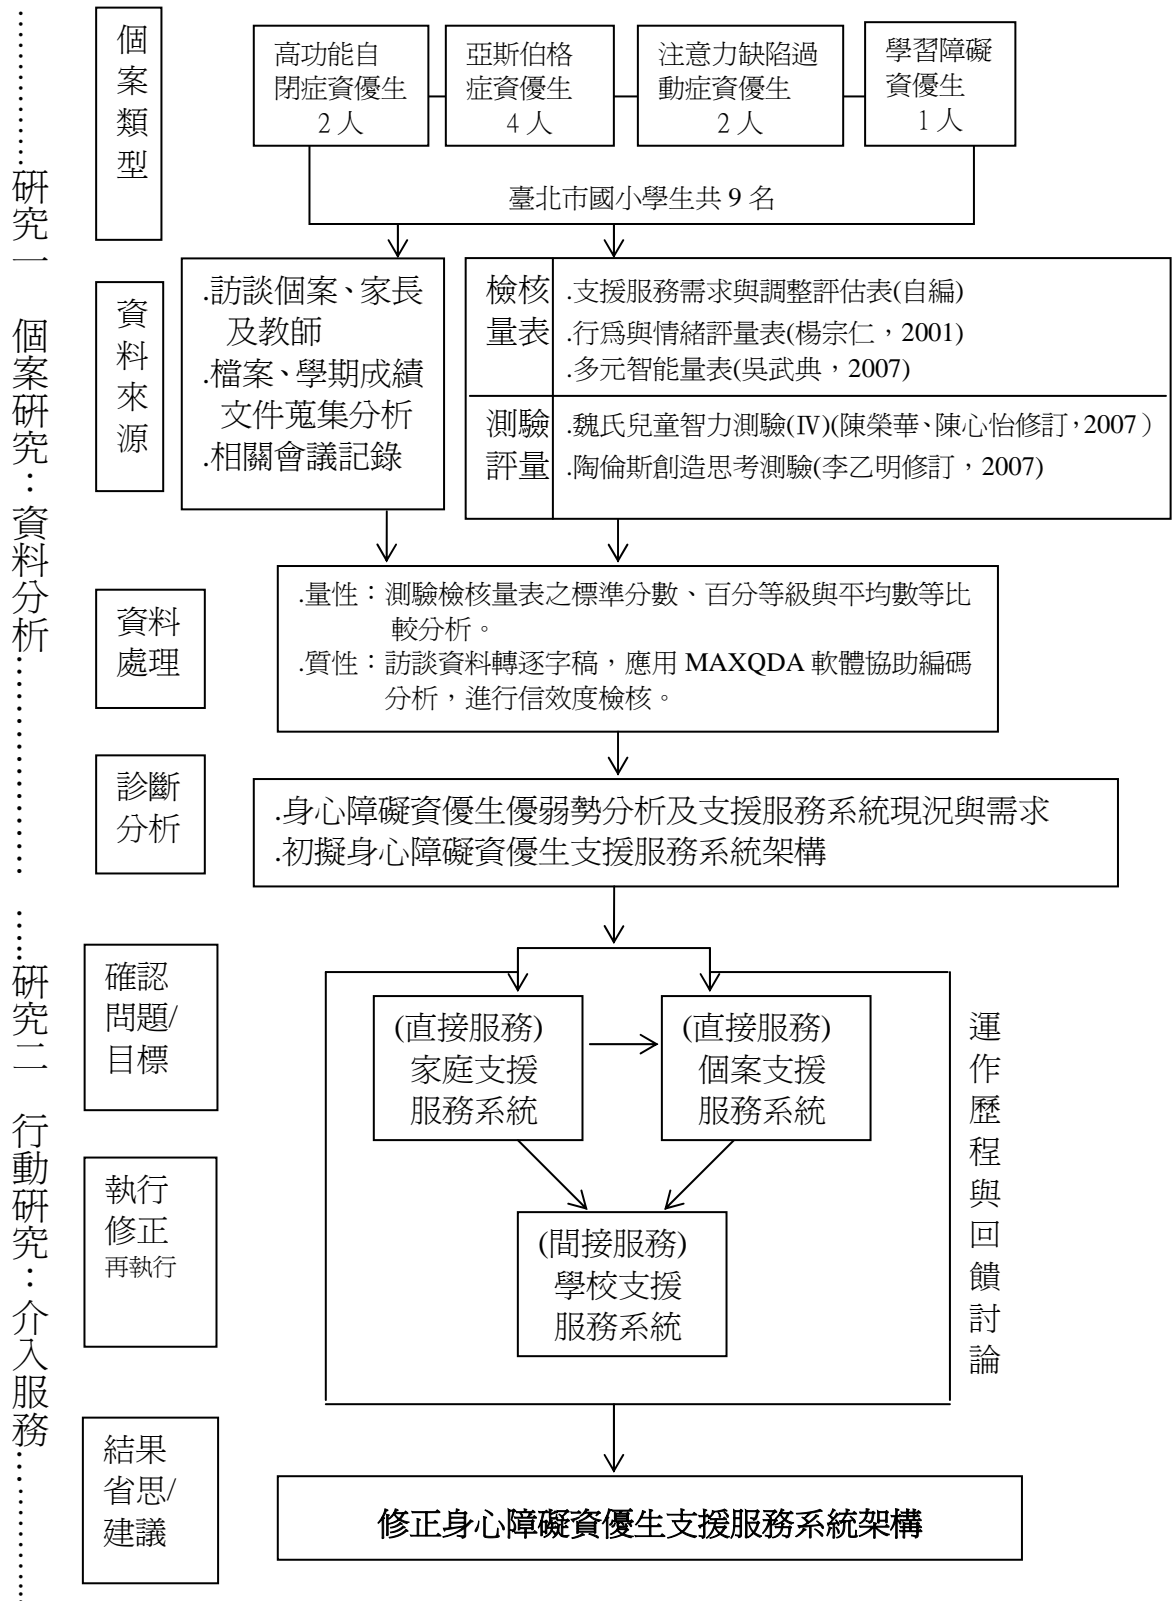 ……………研究一　個案研究：資料分析……………
個案類型
高功能自
閉症資優生
2 人
亞斯伯格
症資優生
4 人
注意力缺陷過
動症資優生
2 人
學習障礙
資優生
1 人
臺北市國小學生共 9 名
資料來源
.訪談個案、家長
及教師
.檔案、學期成績
文件蒐集分析
.相關會議記錄
檢核
量表
.支援服務需求與調整評估表(自編)
.行為與情緒評量表(楊宗仁，2001)
.多元智能量表(吳武典，2007)
測驗
評量
.魏氏兒童智力測驗(IV)(陳榮華、陳心怡修訂，2007）
.陶倫斯創造思考測驗(李乙明修訂，2007)
資料
處理
.量性：測驗檢核量表之標準分數、百分等級與平均數等比
較分析。
.質性：訪談資料轉逐字稿，應用 MAXQDA 軟體協助編碼
分析，進行信效度檢核。
診斷
分析
.身心障礙資優生優弱勢分析及支援服務系統現況與需求
.初擬身心障礙資優生支援服務系統架構
……研究二　行動研究：介入服務……………
確認
問題/
目標
(直接服務)
家庭支援
服務系統
(直接服務)
個案支援
服務系統
運作歷程與回饋討論
執行
修正
再執行
(間接服務)
學校支援
服務系統
結果
省思/
建議
修正身心障礙資優生支援服務系統架構